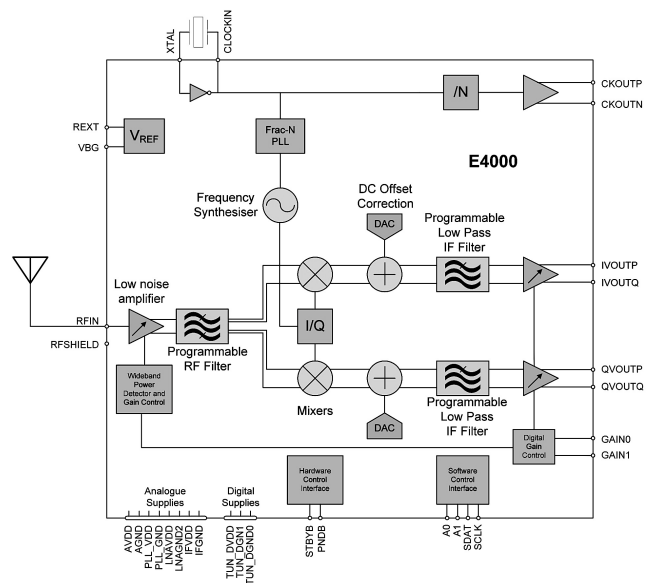 XTAL
CLOCKIN
/N
CKOUTP
CKOUTN
REXT
VBG
VREF
Frac-N
PLL
E4000
Frequency
Synthesiser
DC Offset
Correction
DAC
Programmable
Low Pass
IF Filter
IVOUTP
IVOUTQ
Low noise
amplifier
RFIN
RFSHIELD
I/Q
Programmable
RF Filter
Wideband
Power
Detector and
Gain Control
Mixers
DAC
Programmable
Low Pass
IF Filter
QVOUTP
QVOUTQ
Digital
Gain
Control
GAIN0
GAIN1
Hardware
Control
Interface
Software
Control
Interface
Analogue
Supplies
Digital
Supplies
AVDD
AGND
PLL_VDD
PLL_GND
LNAVDD
LNAGND2
IFVDD
IFGND
TUN_DVDD
TUN_DGN1
TUN_DGND0
STBYB
PNDB
A0
A1
SDAT
SCLK